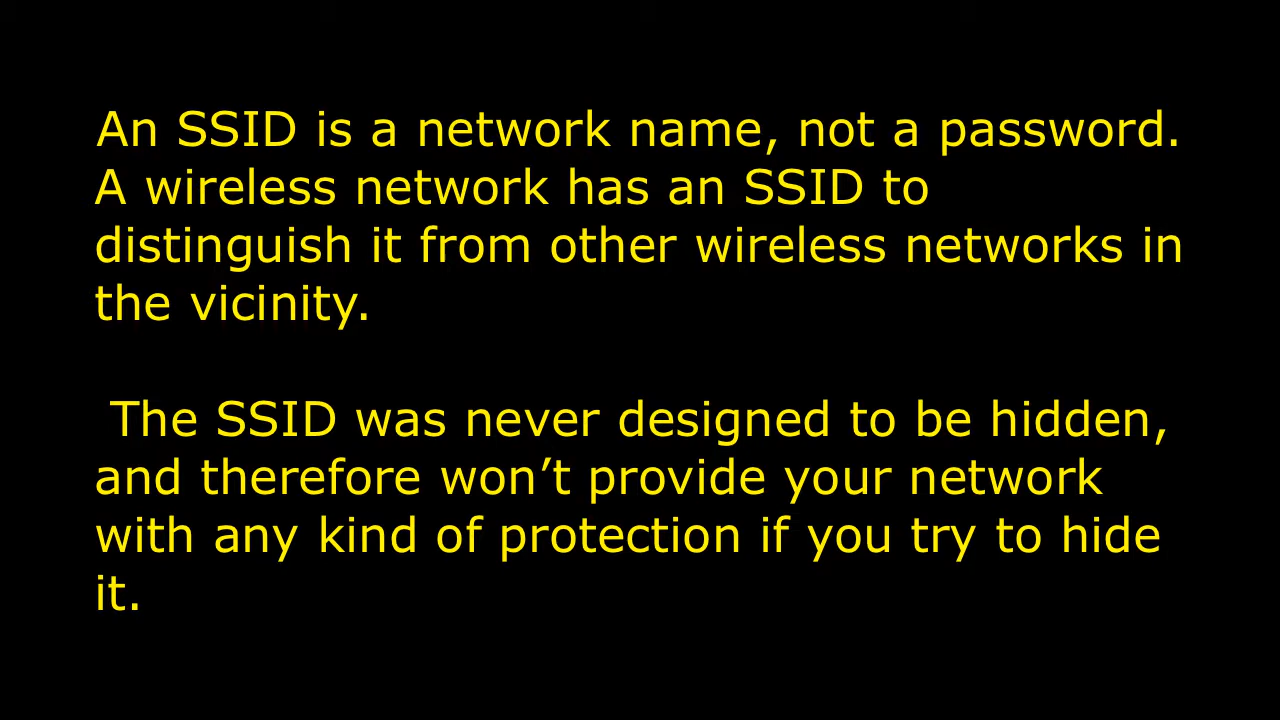 An SSID is a network name, not a password.
A wireless network has an SSID to
distinguish it from other wireless networks in
the vicinity.
The SSID was never designed to be hidden,
and therefore won’t provide your network
with any kind of protection if you try to hide
it.